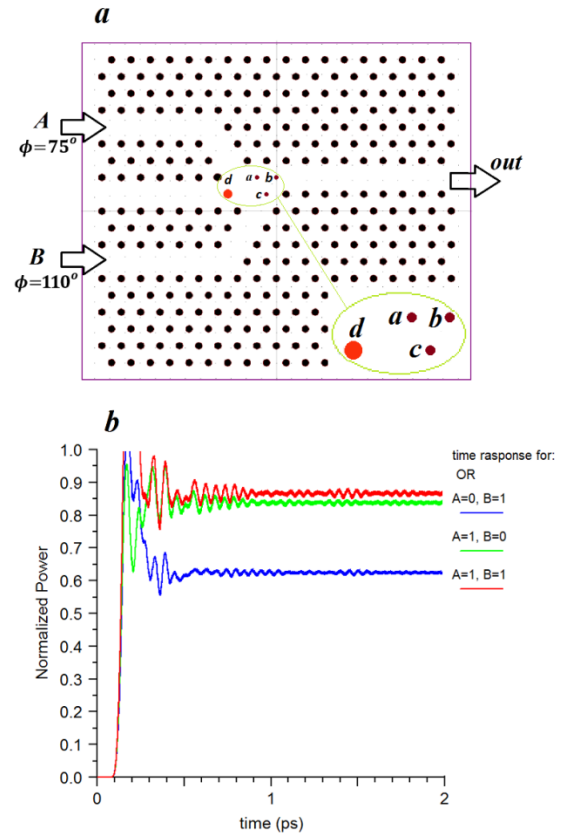 a
A
ϕ=75°
d a b
c
out
B
ϕ=110°
a b
d
c
b
time rasponse for:
OR
A=0, B=1
A=1, B=0
A=1, B=1
Normalized Power
1.0
0.9
0.8
0.7
0.6
0.5
0.4
0.3
0.2
0.1
0.0
0 1 2
time (ps)